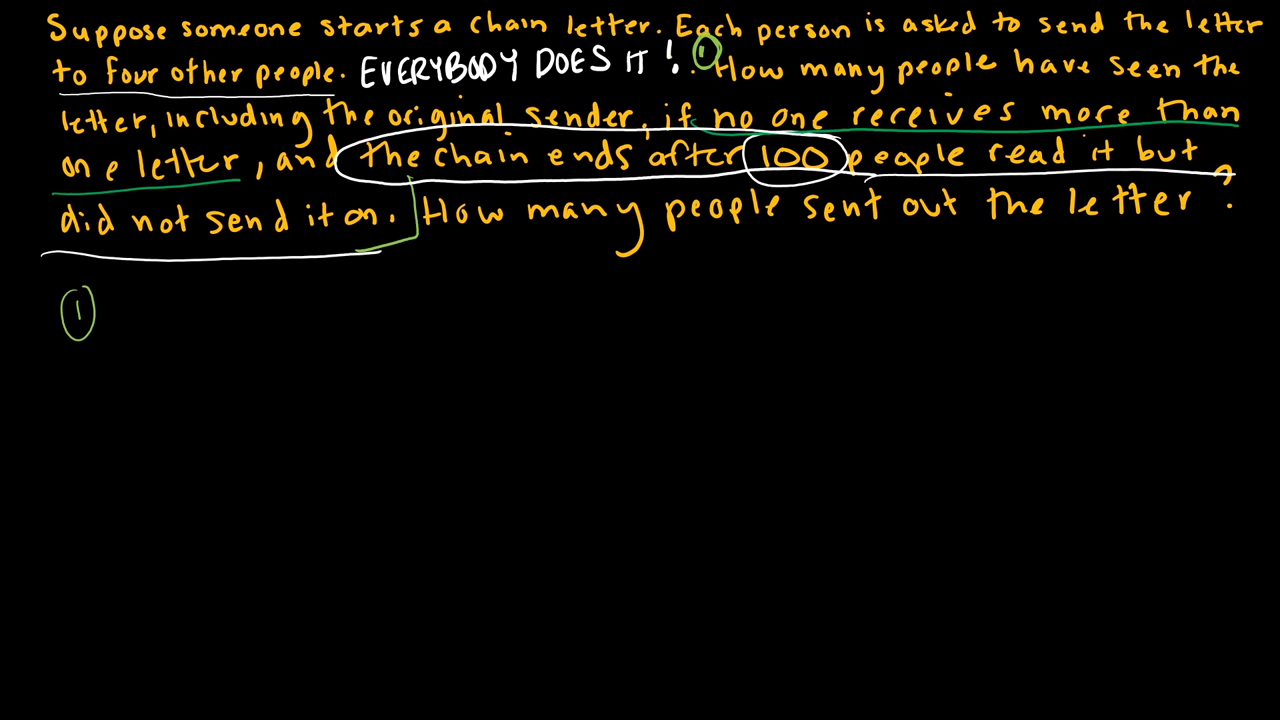 Suppose someone starts a chain letter. Each person is asked to send the letter
to four other people. EVERYBODY DOES IT ! . ① How many people have seen the
letter, including the original sender, if no one receives more than
one letter, and the chain ends after 100 people read it but
did not send it on. How many people sent out the letter ?
①